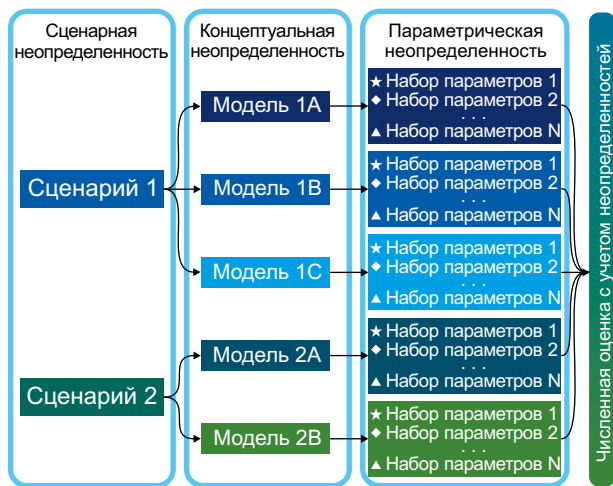 Сценарная
неопределенность
Концептуальная
неопределенность
Параметрическая
неопределенность
Сценарий 1
Сценарий 2
Модель 1A
Модель 1B
Модель 1C
Модель 2A
Модель 2B
★ Набор параметров 1
◆ Набор параметров 2
. . .
▲ Набор параметров N
★ Набор параметров 1
◆ Набор параметров 2
. . .
▲ Набор параметров N
★ Набор параметров 1
◆ Набор параметров 2
. . .
▲ Набор параметров N
★ Набор параметров 1
◆ Набор параметров 2
. . .
▲ Набор параметров N
★ Набор параметров 1
◆ Набор параметров 2
. . .
▲ Набор параметров N
Численная оценка с учетом неопределенностей